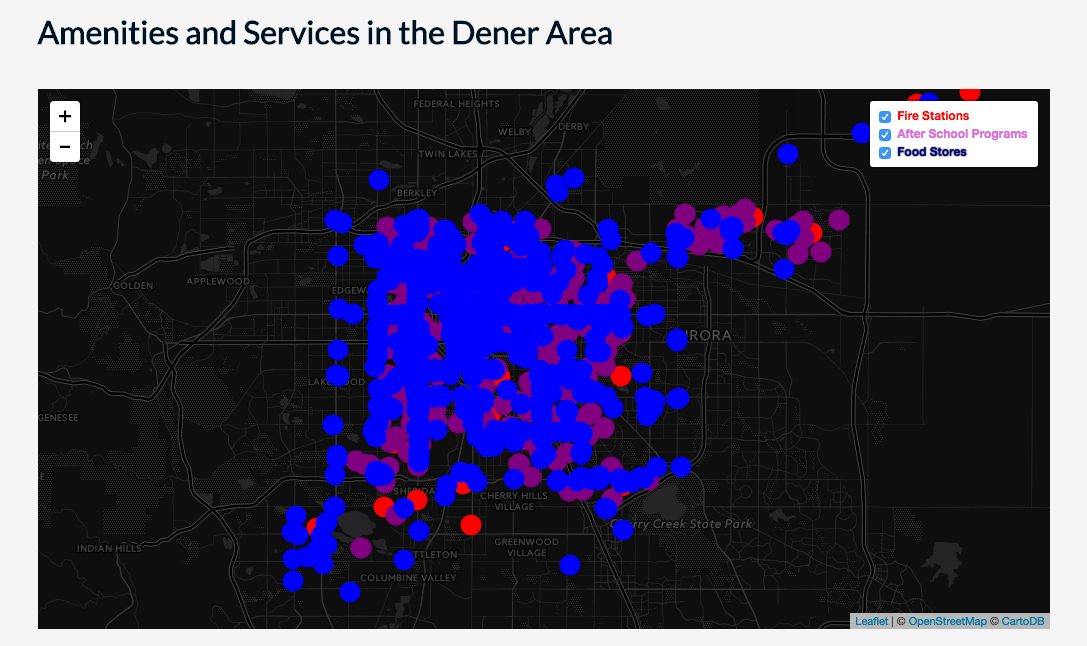 Amenities and Services in the Dener Area
+
−
Fire Stations
After School Programs
Food Stores
FEDERAL HEIGHTS
WELBY
DERBY
TWIN LAKES
Park
BERKLEY
GOLDEN
APPLEWOOD
EDGEW
URORA
LAKEWOOD
GENESEE
SHERIDA
CHERRY HILLS
VILLAGE
Cherry Creek State Park
INDIAN HILLS
TTLETON
GREENWOOD
VILLAGE
COLUMBINE VALLEY
Leaflet | © OpenStreetMap © CartoDB